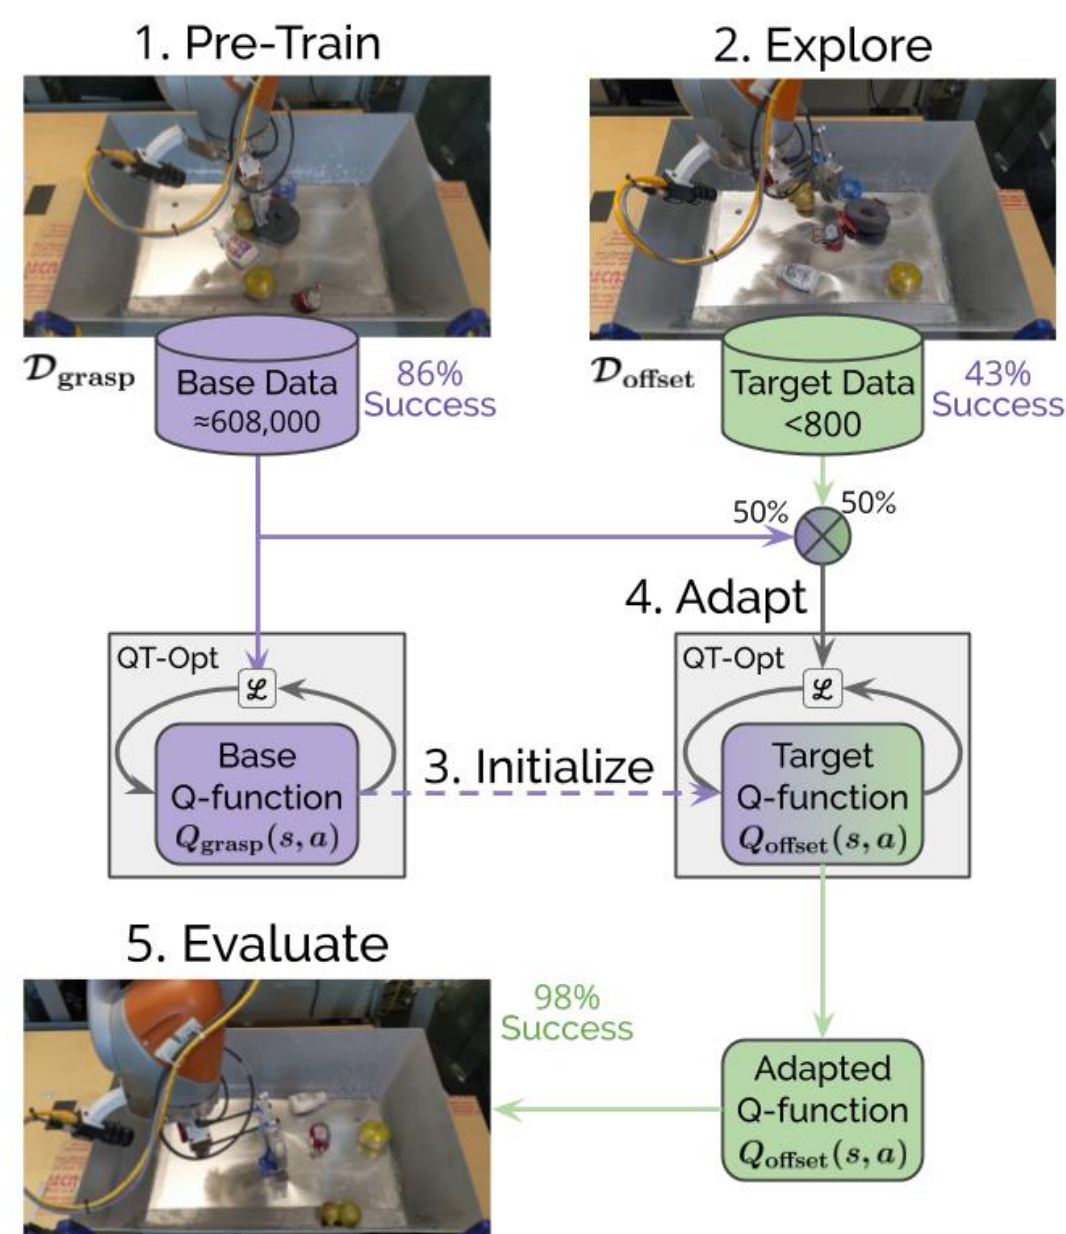 1. Pre-Train
2. Explore
𝓓grasp
Base Data
≈608,000
86%
Success
𝓓offset
Target Data
<800
43%
Success
50%
50%
4. Adapt
QT-Opt
ℒ
Base
Q-function
Qgrasp(s, a)
3. Initialize
QT-Opt
ℒ
Target
Q-function
Qoffset(s, a)
5. Evaluate
98%
Success
Adapted
Q-function
Qoffset(s, a)